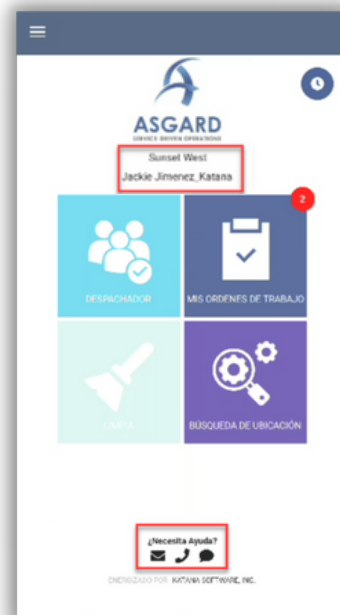 ASGARD
SERVICE-DRIVEN OPERATIONS
Sunset West
Jackie Jimenez_Katana
2
DESPACHADOR
MIS ORDENES DE TRABAJO
LIMPIA
BÚSQUEDA DE UBICACIÓN
¿Necesita Ayuda?
ENERGIZADO POR KATANA SOFTWARE, INC.